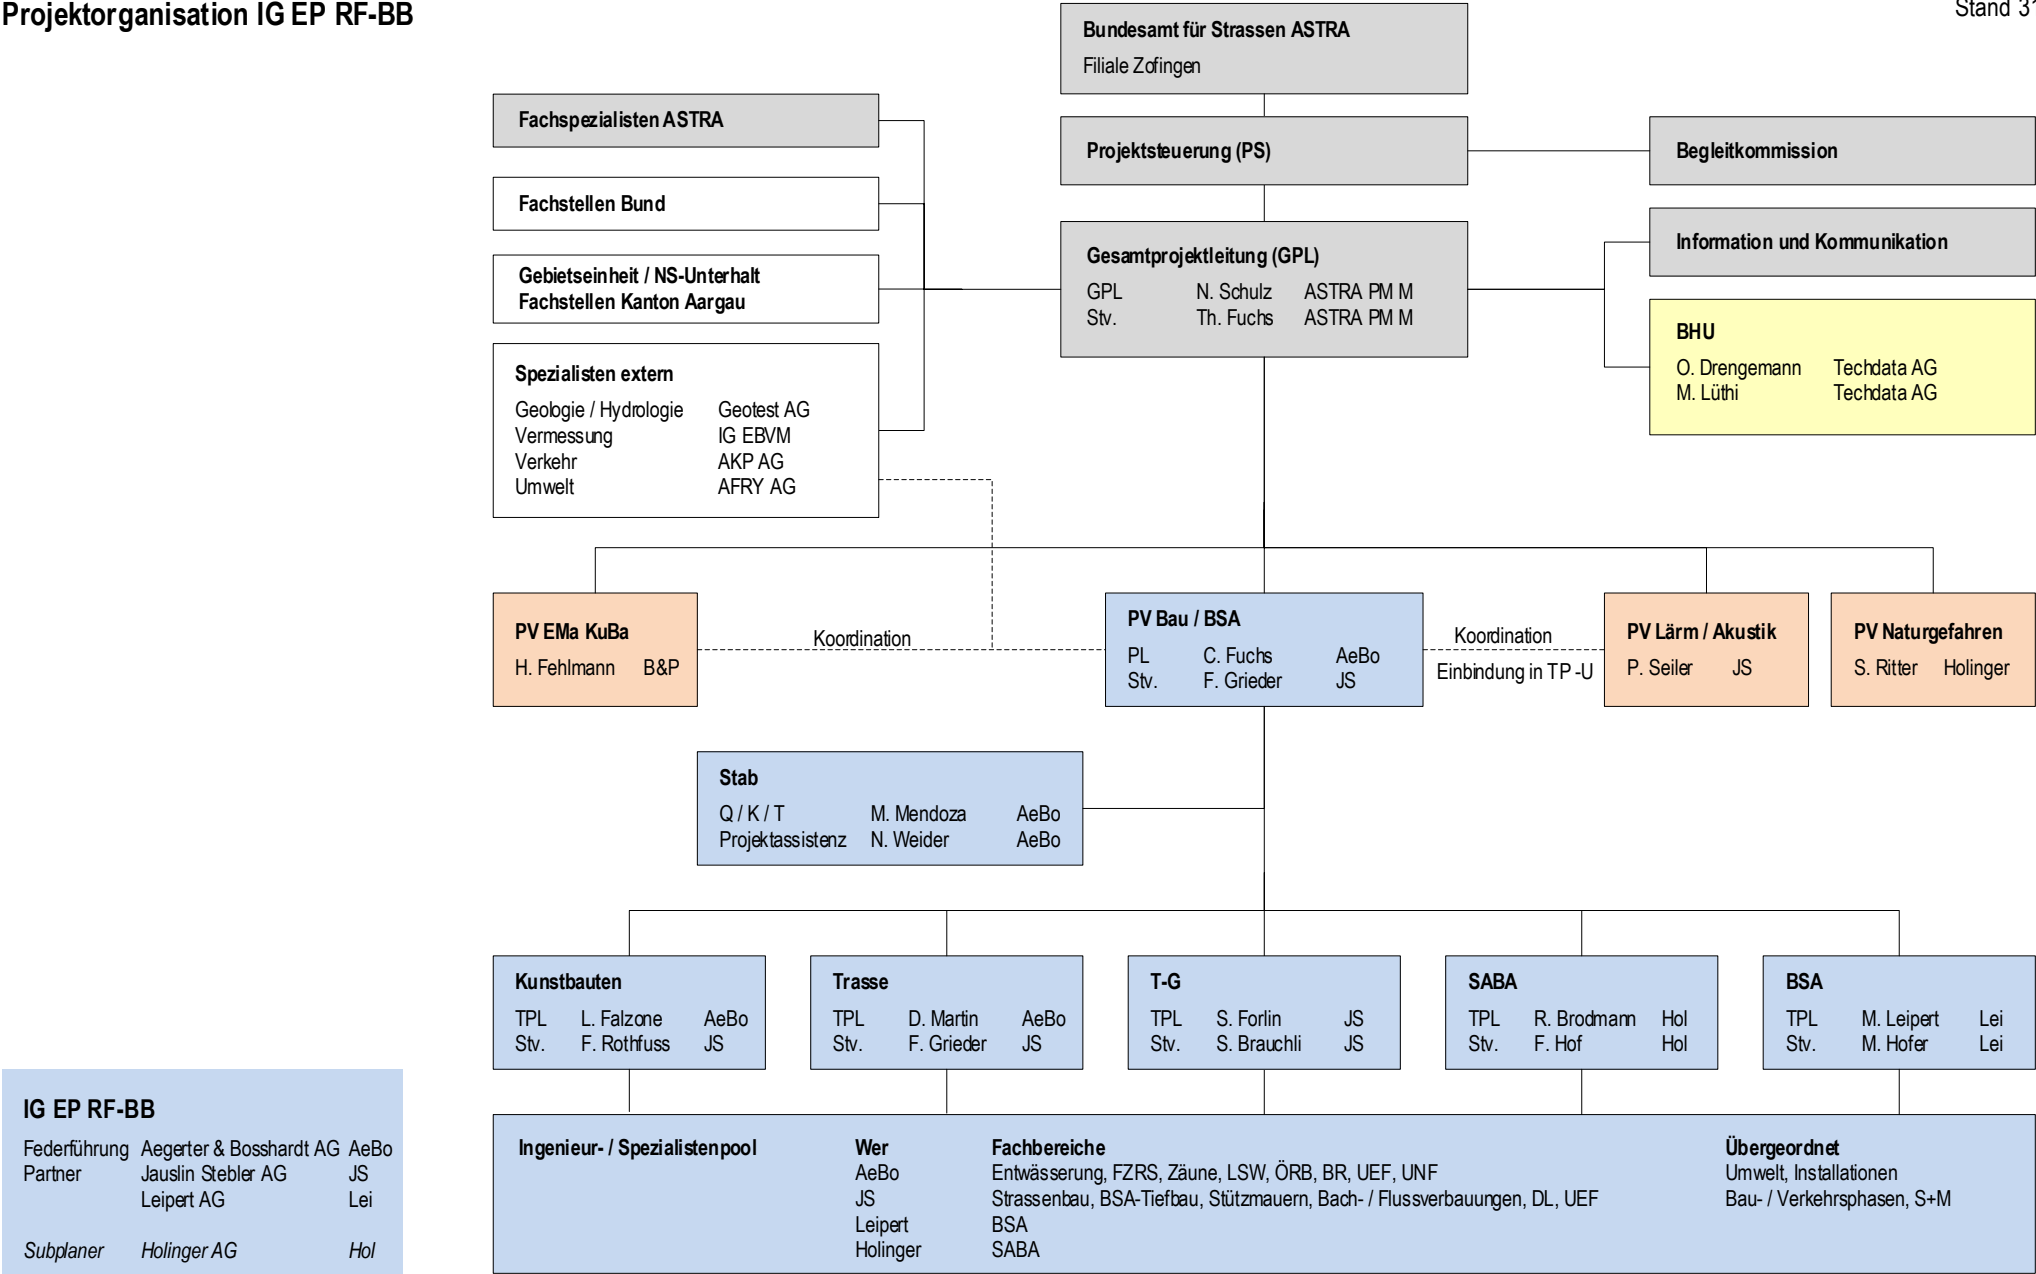 Projektorganisation IG EP RF-BB
Stand 31
Bundesamt für Strassen ASTRA
Filiale Zofingen
Fachspezialisten ASTRA
Projektsteuerung (PS)
Begleitkommission
Fachstellen Bund
Gebietseinheit / NS-Unterhalt
Fachstellen Kanton Aargau
Gesamtprojektleitung (GPL)
GPL N. Schulz ASTRA PM M
Stv. Th. Fuchs ASTRA PM M
Information und Kommunikation
BHU
O. Drengemann Techdata AG
M. Lüthi Techdata AG
Spezialisten extern
Geologie / Hydrologie Geotest AG
Vermessung IG EBVM
Verkehr AKP AG
Umwelt AFRY AG
PV EMa KuBa
H. Fehlmann B&P
Koordination
PV Bau / BSA
PL C. Fuchs AeBo
Stv. F. Grieder JS
Koordination
Einbindung in TP-U
PV Lärm / Akustik
P. Seiler JS
PV Naturgefahren
S. Ritter Holinger
Stab
Q / K / T M. Mendoza AeBo
Projektassistenz N. Weider AeBo
Kunstbauten
TPL L. Falzone AeBo
Stv. F. Rothfuss JS
Trasse
TPL D. Martin AeBo
Stv. F. Grieder JS
T-G
TPL S. Forlin JS
Stv. S. Brauchli JS
SABA
TPL R. Brodmann Hol
Stv. F. Hof Hol
BSA
TPL M. Leipert Lei
Stv. M. Hofer Lei
IG EP RF-BB
Federführung Aegerter & Bosshardt AG AeBo
Partner Jauslin Stebler AG JS
Leipert AG Lei
Subplaner Holinger AG Hol
Ingenieur- / Spezialistenpool Wer Fachbereiche Übergeordnet
AeBo Entwässerung, FZRS, Zäune, LSW, ÖRB, BR, UEF, UNF Umwelt, Installationen
JS Strassenbau, BSA-Tiefbau, Stützmauern, Bach- / Flussverbauungen, DL, UEF Bau- / Verkehrsphasen, S+M
Leipert BSA
Holinger SABA